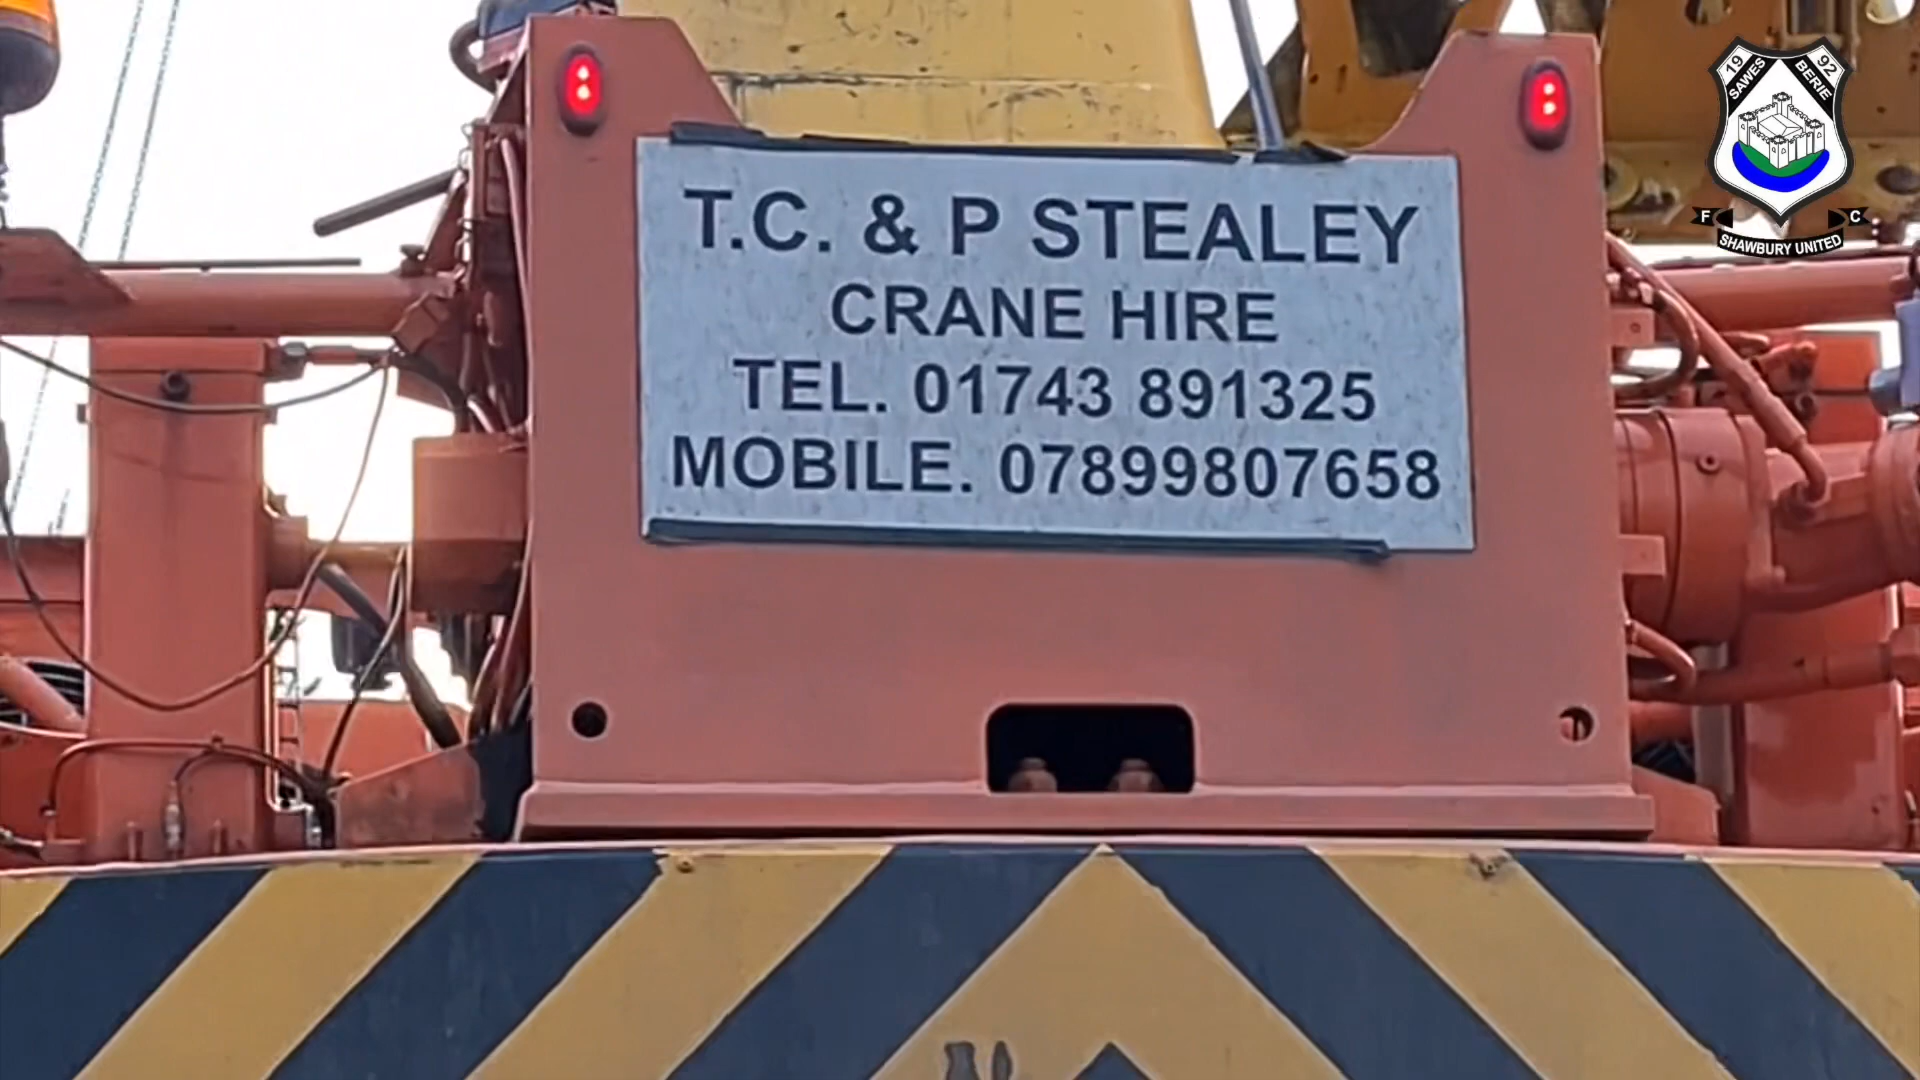 T.C. & P STEALEY
CRANE HIRE
TEL. 01743 891325
MOBILE. 07899807658
19 92
SAWES BERIE
F C
SHAWBURY UNITED